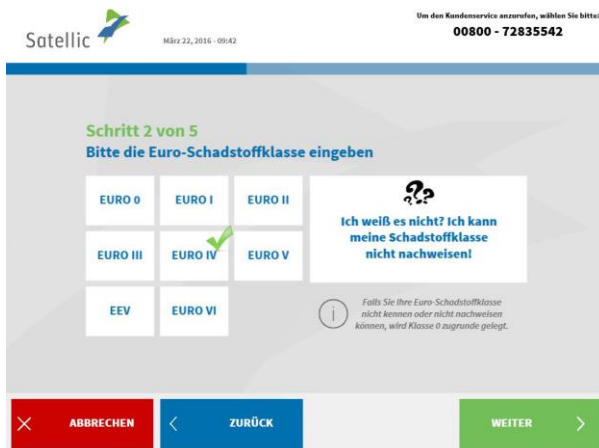 Satellic
März 22, 2016 - 09:42
Um den Kundenservice anzurufen, wählen Sie bitte:
00800 - 72835542
Schritt 2 von 5
Bitte die Euro-Schadstoffklasse eingeben
EURO 0
EURO I
EURO II
EURO III
EURO IV
EURO V
EEV
EURO VI
???
Ich weiß es nicht? Ich kann
meine Schadstoffklasse
nicht nachweisen!
i
Falls Sie Ihre Euro-Schadstoffklasse
nicht kennen oder nicht nachweisen
können, wird Klasse 0 zugrunde gelegt.
ABBRECHEN
ZURÜCK
WEITER